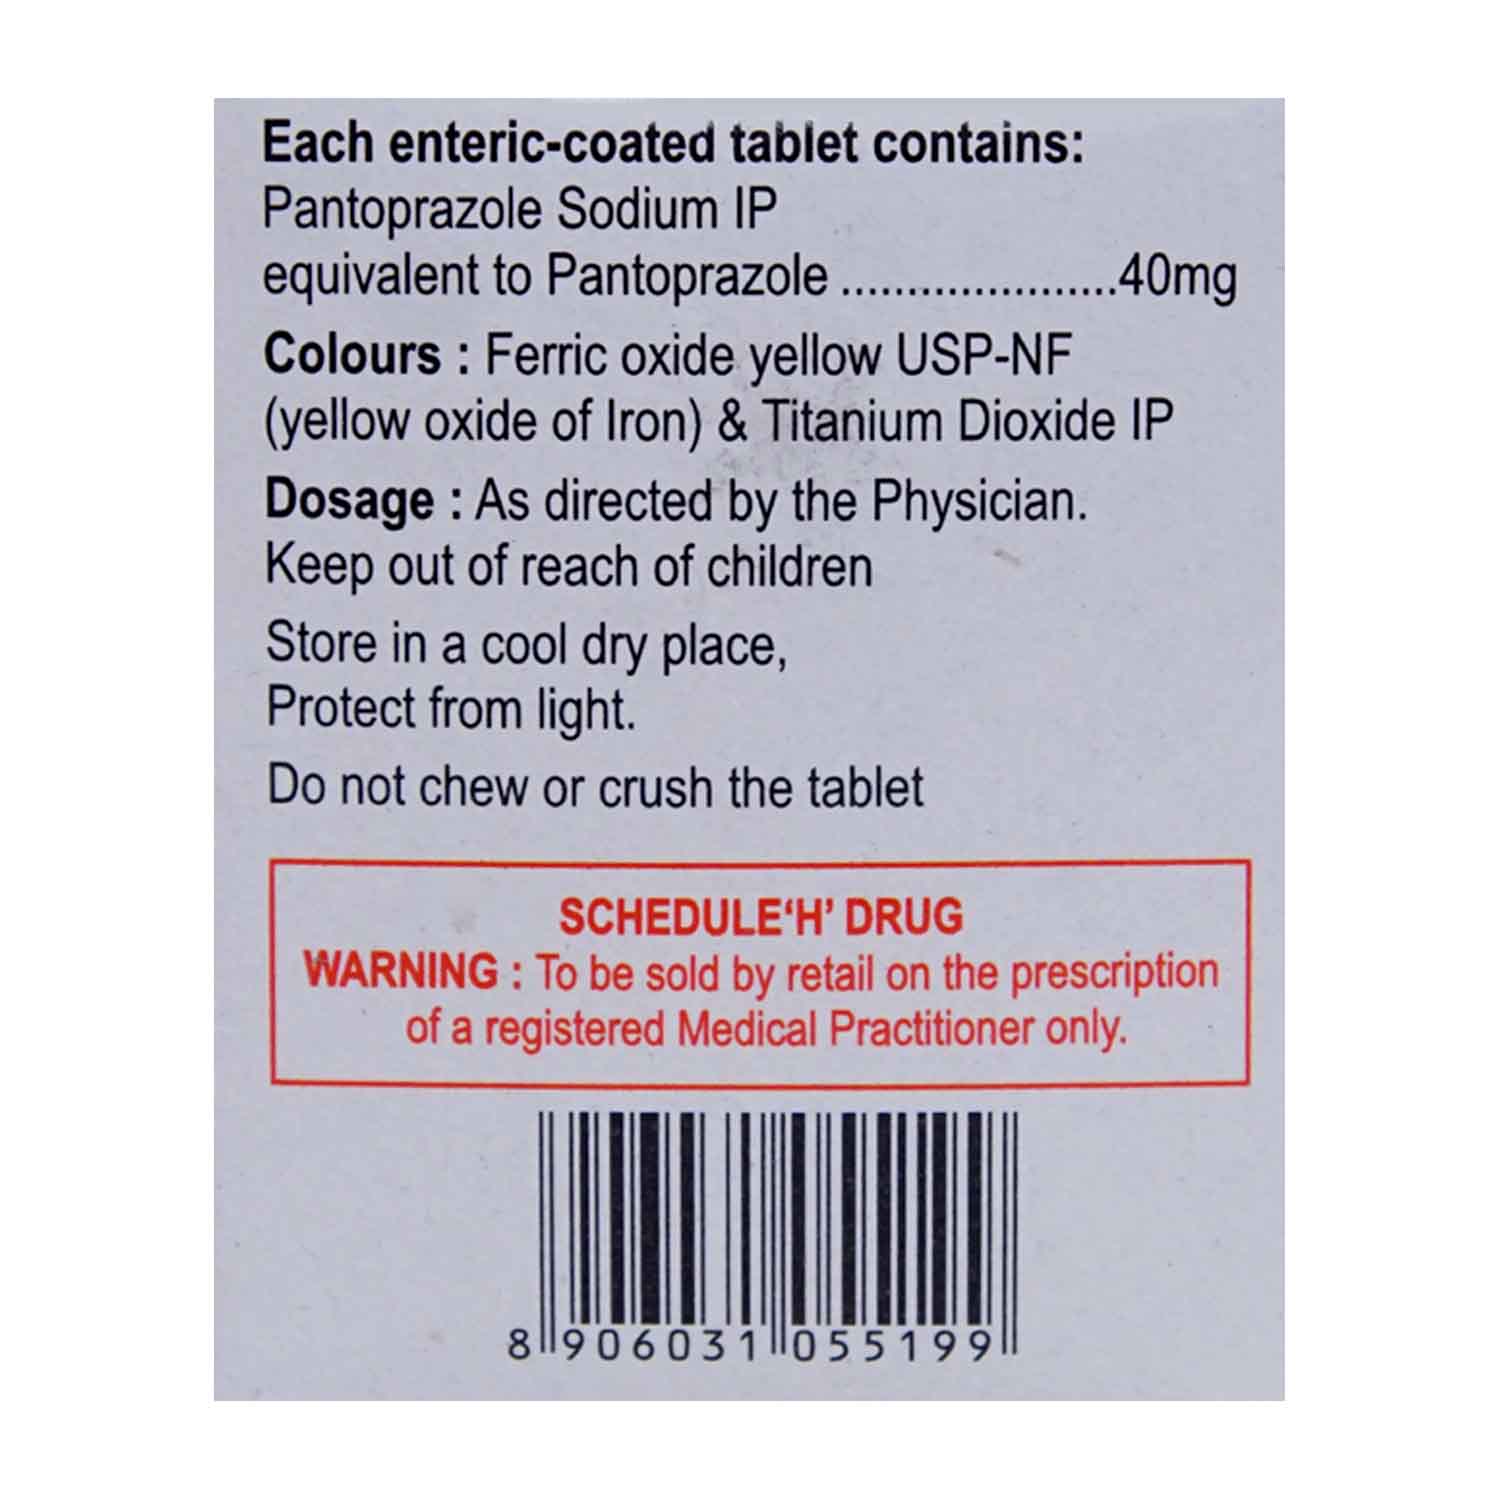 Each enteric-coated tablet contains:
Pantoprazole Sodium IP
equivalent to Pantoprazole .....................40mg
Colours : Ferric oxide yellow USP-NF
(yellow oxide of Iron) & Titanium Dioxide IP
Dosage : As directed by the Physician.
Keep out of reach of children
Store in a cool dry place,
Protect from light.
Do not chew or crush the tablet
SCHEDULE‘H’ DRUG
WARNING : To be sold by retail on the prescription
of a registered Medical Practitioner only.
8 906031 055199